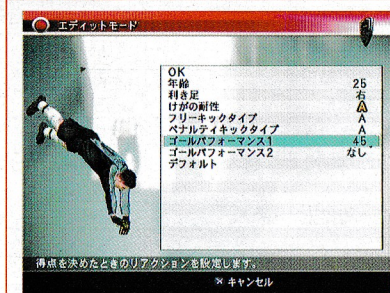 エディットモード
OK
年齢 25
利き足 右
けがの耐性 A
フリーキックタイプ A
ペナルティキックタイプ A
ゴールパフォーマンス1 45
ゴールパフォーマンス2 なし
デフォルト
得点を決めたときのリアクションを設定します。
× キャンセル